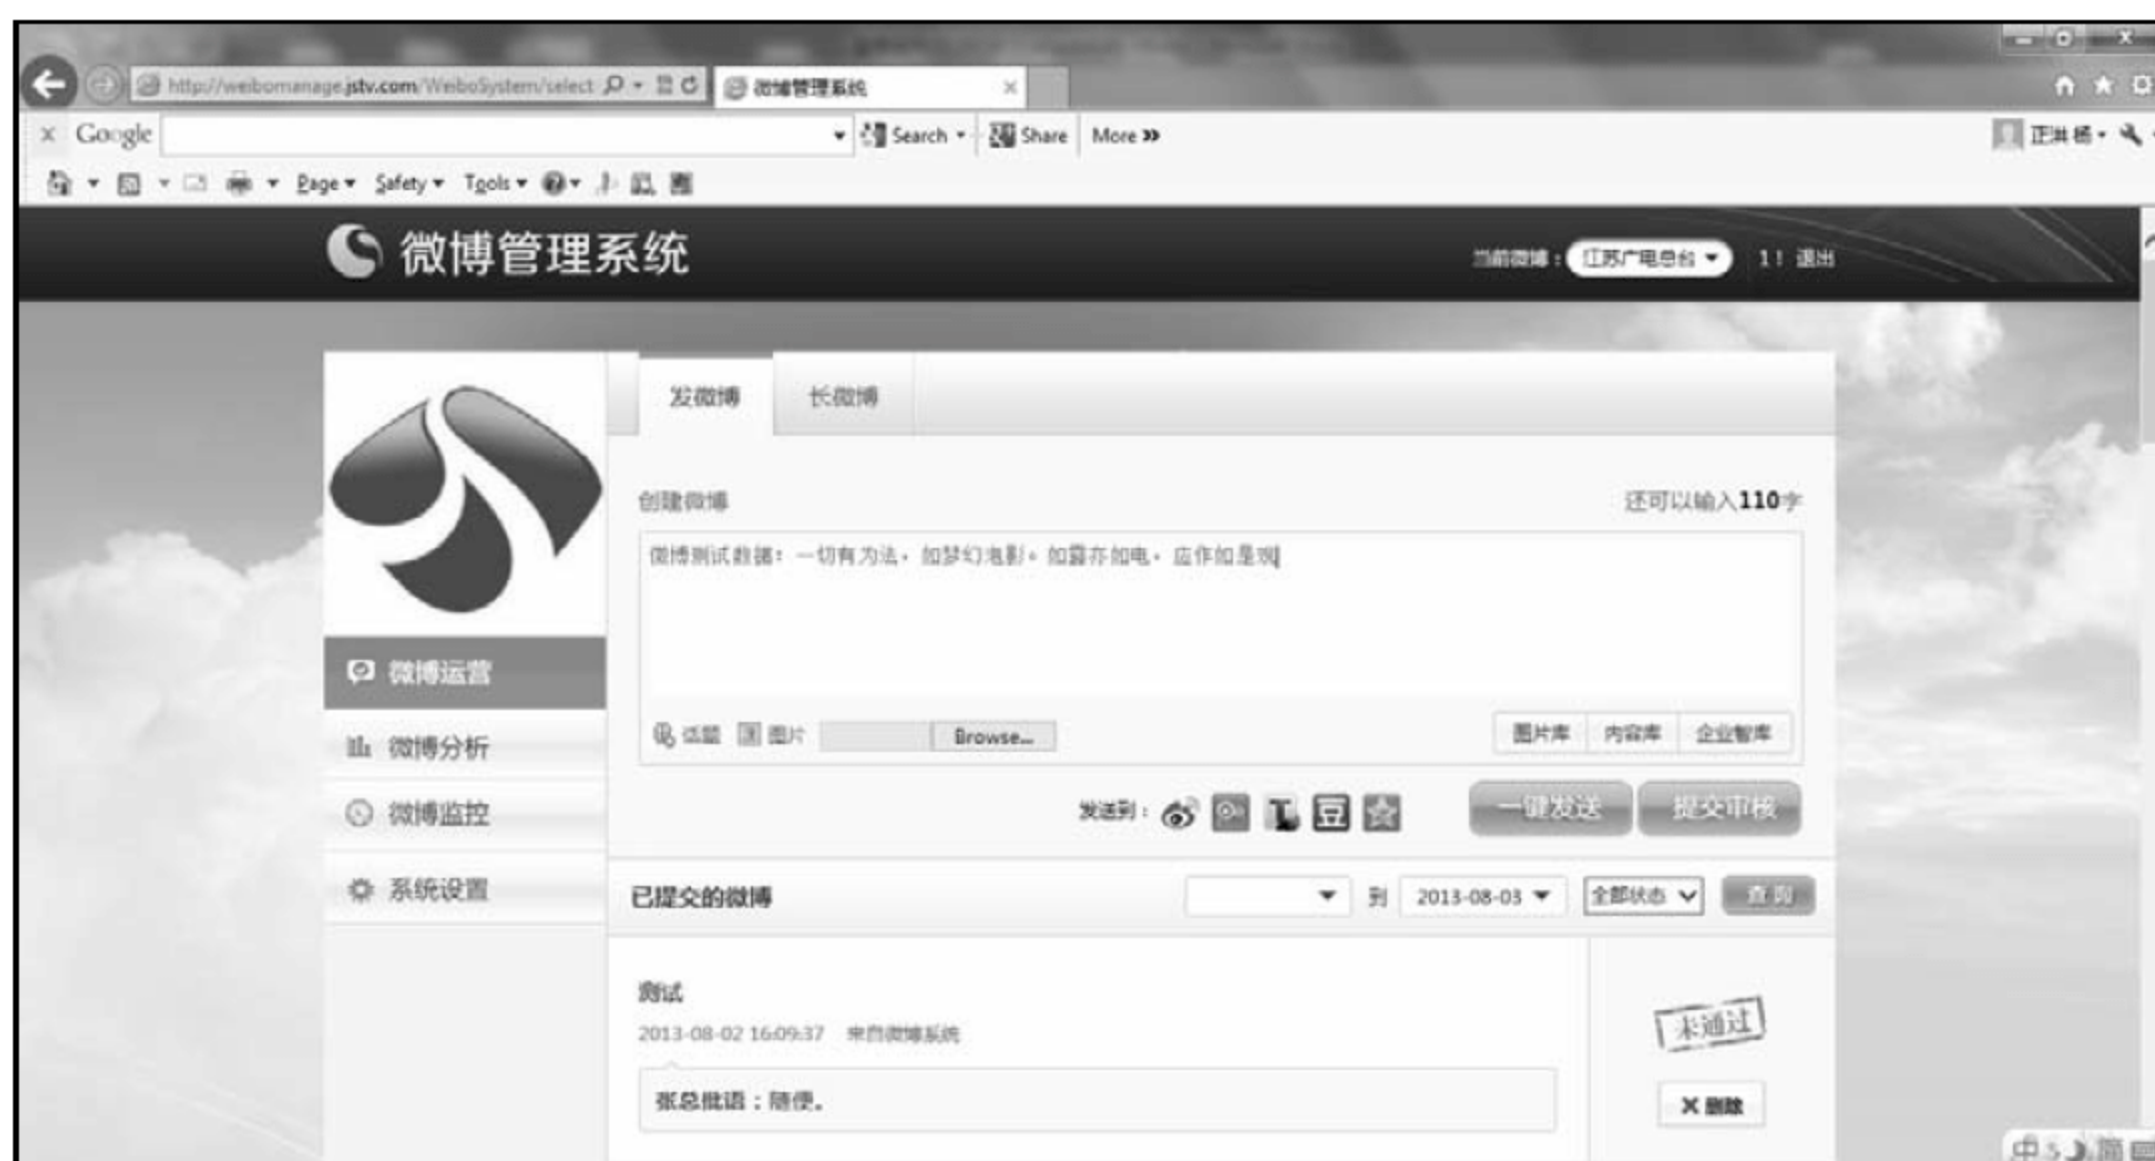 http://weibomanage.jstv.com/WeiboSystem/select
微博管理系统
Google
Search
Share
More »
正洪 杨
Page
Safety
Tools
微博管理系统
当前微博：
江苏广电总台
1！
退出
发微博
长微博
创建微博
还可以输入110字
微博测试数据：一切有为法，如梦幻泡影。如露亦如电，应作如是观
话题
图片
Browse...
图片库
内容库
企业智库
微博运营
微博分析
微博监控
系统设置
发送到：
一键发送
提交审核
已提交的微博
到
2013-08-03
全部状态
查询
测试
2013-08-02 16:09:37 来自微博系统
未通过
张总批语：随便。
X 删除
中
简